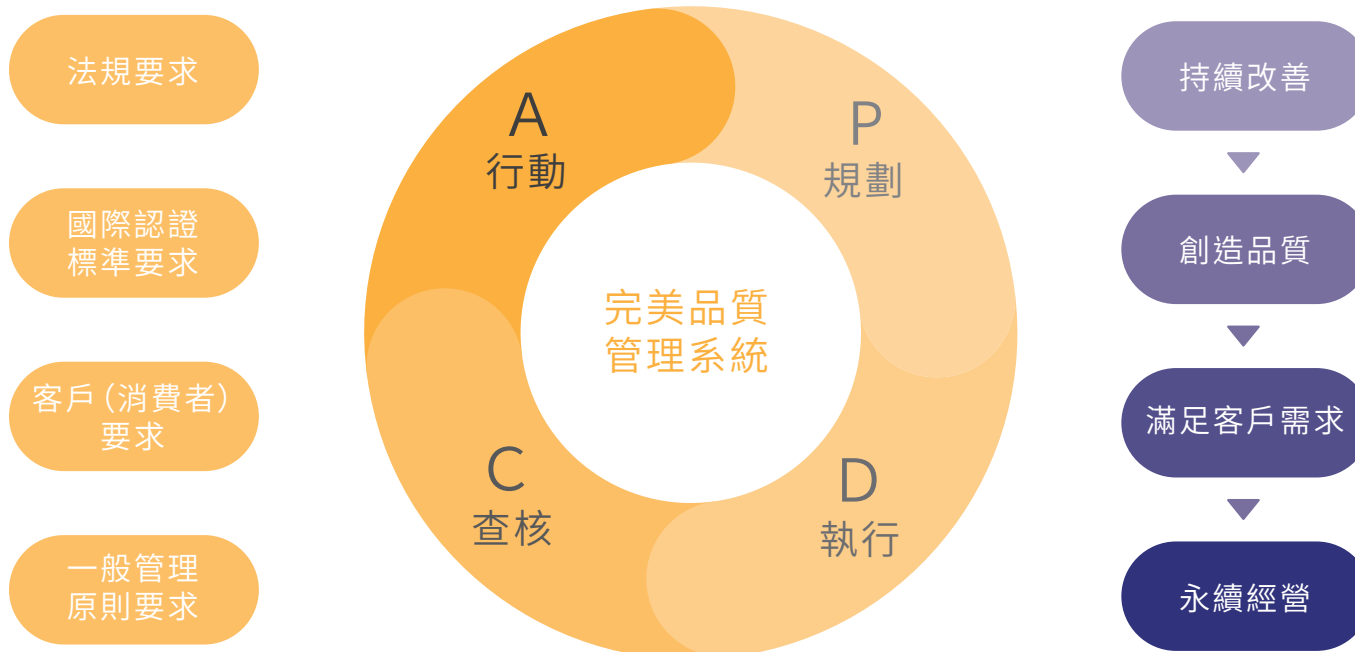 法規要求
國際認證
標準要求
客戶（消費者）
要求
一般管理
原則要求
A
行動
P
規劃
完美品質
管理系統
C
查核
D
執行
持續改善
創造品質
滿足客戶需求
永續經營